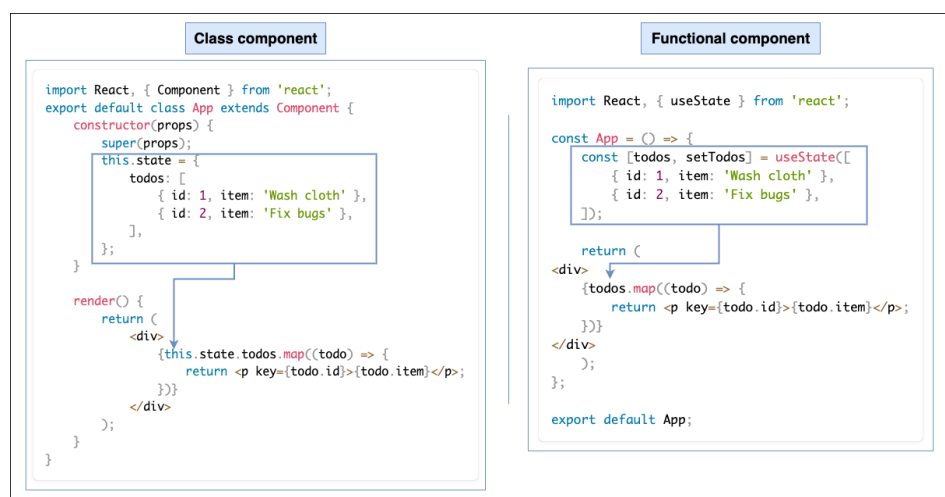 Class component
import React, { Component } from 'react';
export default class App extends Component {
    constructor(props) {
        super(props);
        this.state = {
            todos: [
                { id: 1, item: 'Wash cloth' },
                { id: 2, item: 'Fix bugs' },
            ],
        };
    }
    render() {
        return (
            <div>
                {this.state.todos.map((todo) => {
                    return <p key={todo.id}>{todo.item}</p>;
                })}
            </div>
        );
    }
}
Functional component
import React, { useState } from 'react';
const App = () => {
    const [todos, setTodos] = useState([
        { id: 1, item: 'Wash cloth' },
        { id: 2, item: 'Fix bugs' },
    ]);
    return (
<div>
    {todos.map((todo) => {
        return <p key={todo.id}>{todo.item}</p>;
    })}
</div>
    );
};
export default App;